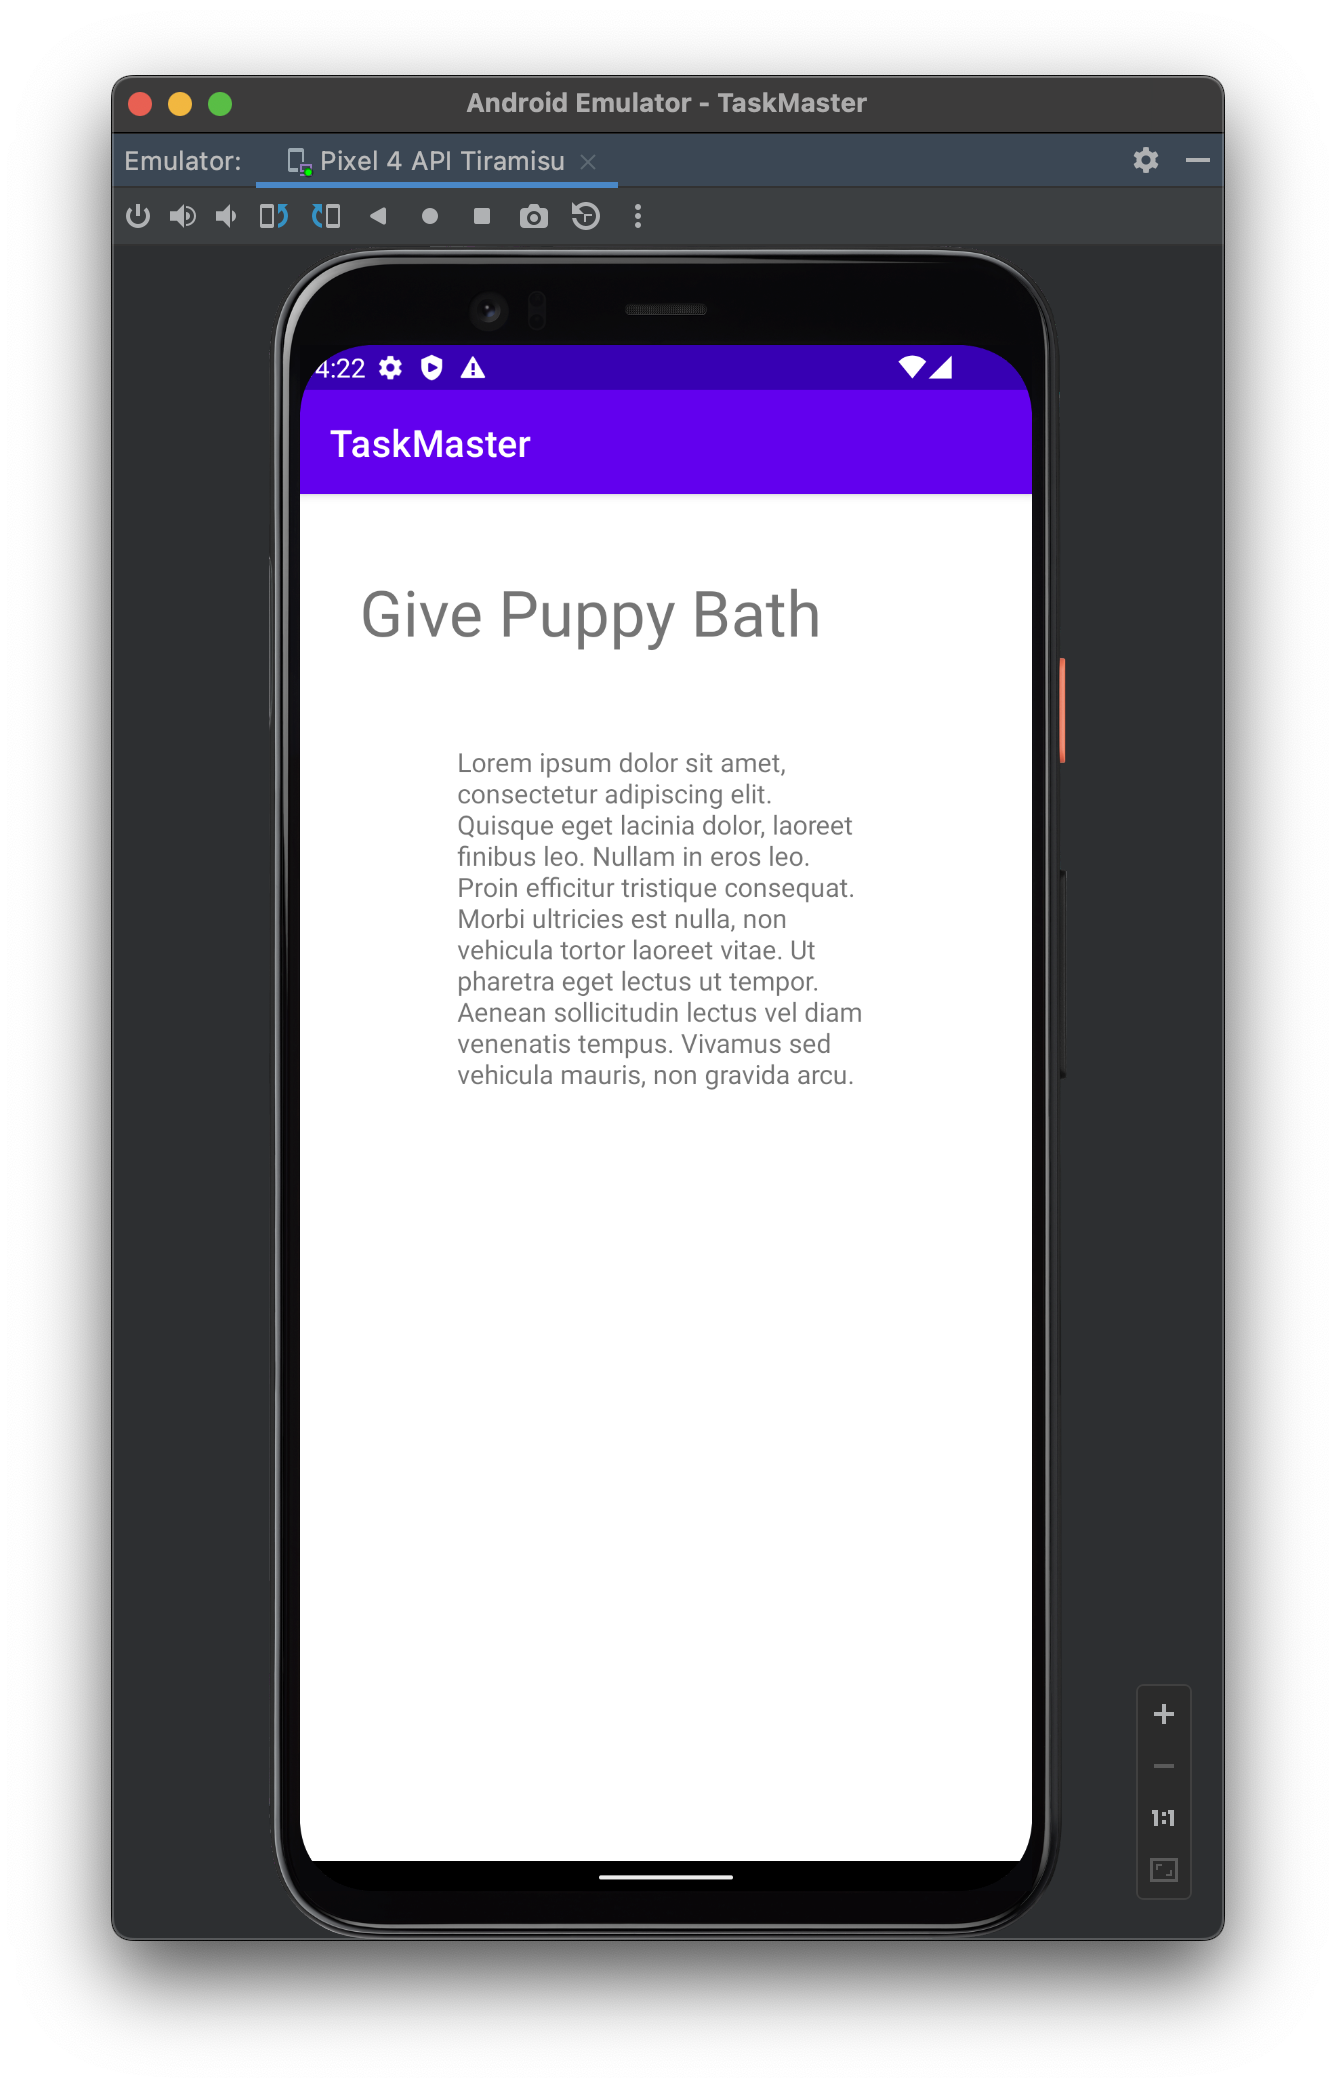 Android Emulator - TaskMaster
Emulator: Pixel 4 API Tiramisu
4:22
TaskMaster
Give Puppy Bath
Lorem ipsum dolor sit amet,
consectetur adipiscing elit.
Quisque eget lacinia dolor, laoreet
finibus leo. Nullam in eros leo.
Proin efficitur tristique consequat.
Morbi ultricies est nulla, non
vehicula tortor laoreet vitae. Ut
pharetra eget lectus ut tempor.
Aenean sollicitudin lectus vel diam
venenatis tempus. Vivamus sed
vehicula mauris, non gravida arcu.
1:1